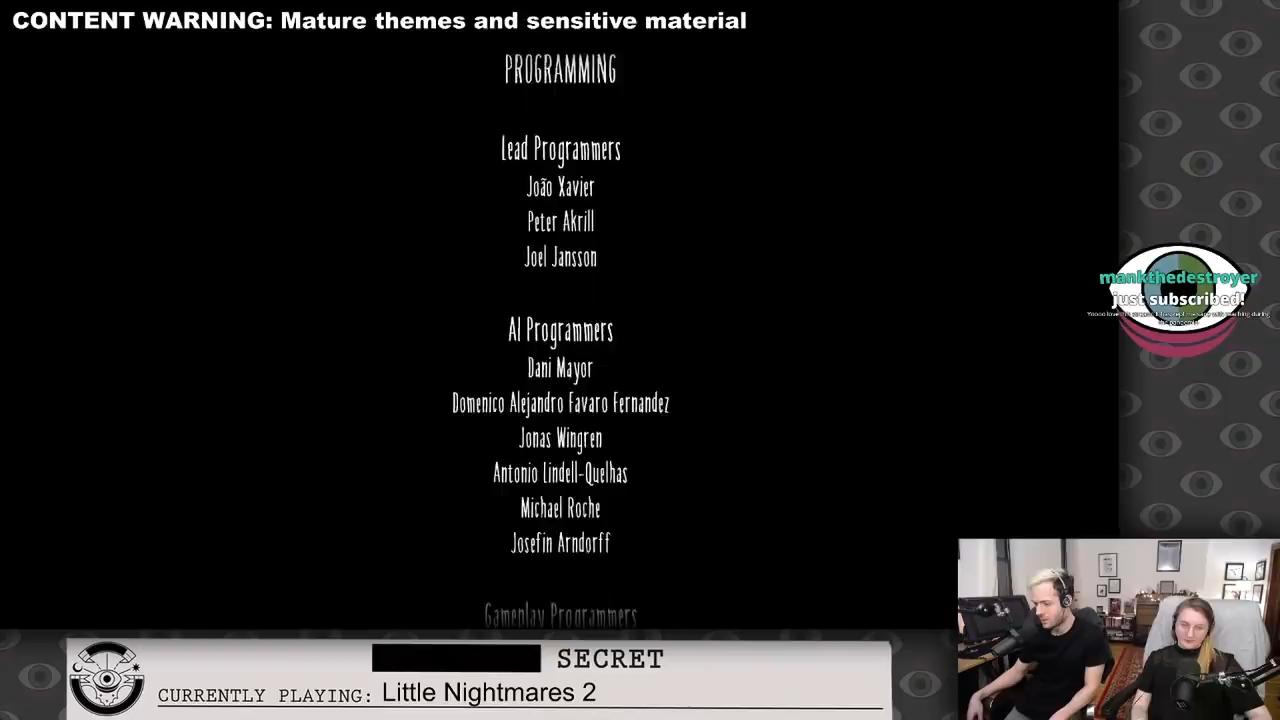 CONTENT WARNING: Mature themes and sensitive material
PROGRAMMING
Lead Programmers
João Xavier
Peter Akrill
Joel Jansson
AI Programmers
Dani Mayor
Domenico Alejandro Favaro Fernandez
Jonas Wingren
Antonio Lindell-Quelhas
Michael Roche
Josefin Arndorff
Gameplay Programmers
mankthedestroyer
just subscribed!
SECRET
CURRENTLY PLAYING: Little Nightmares 2